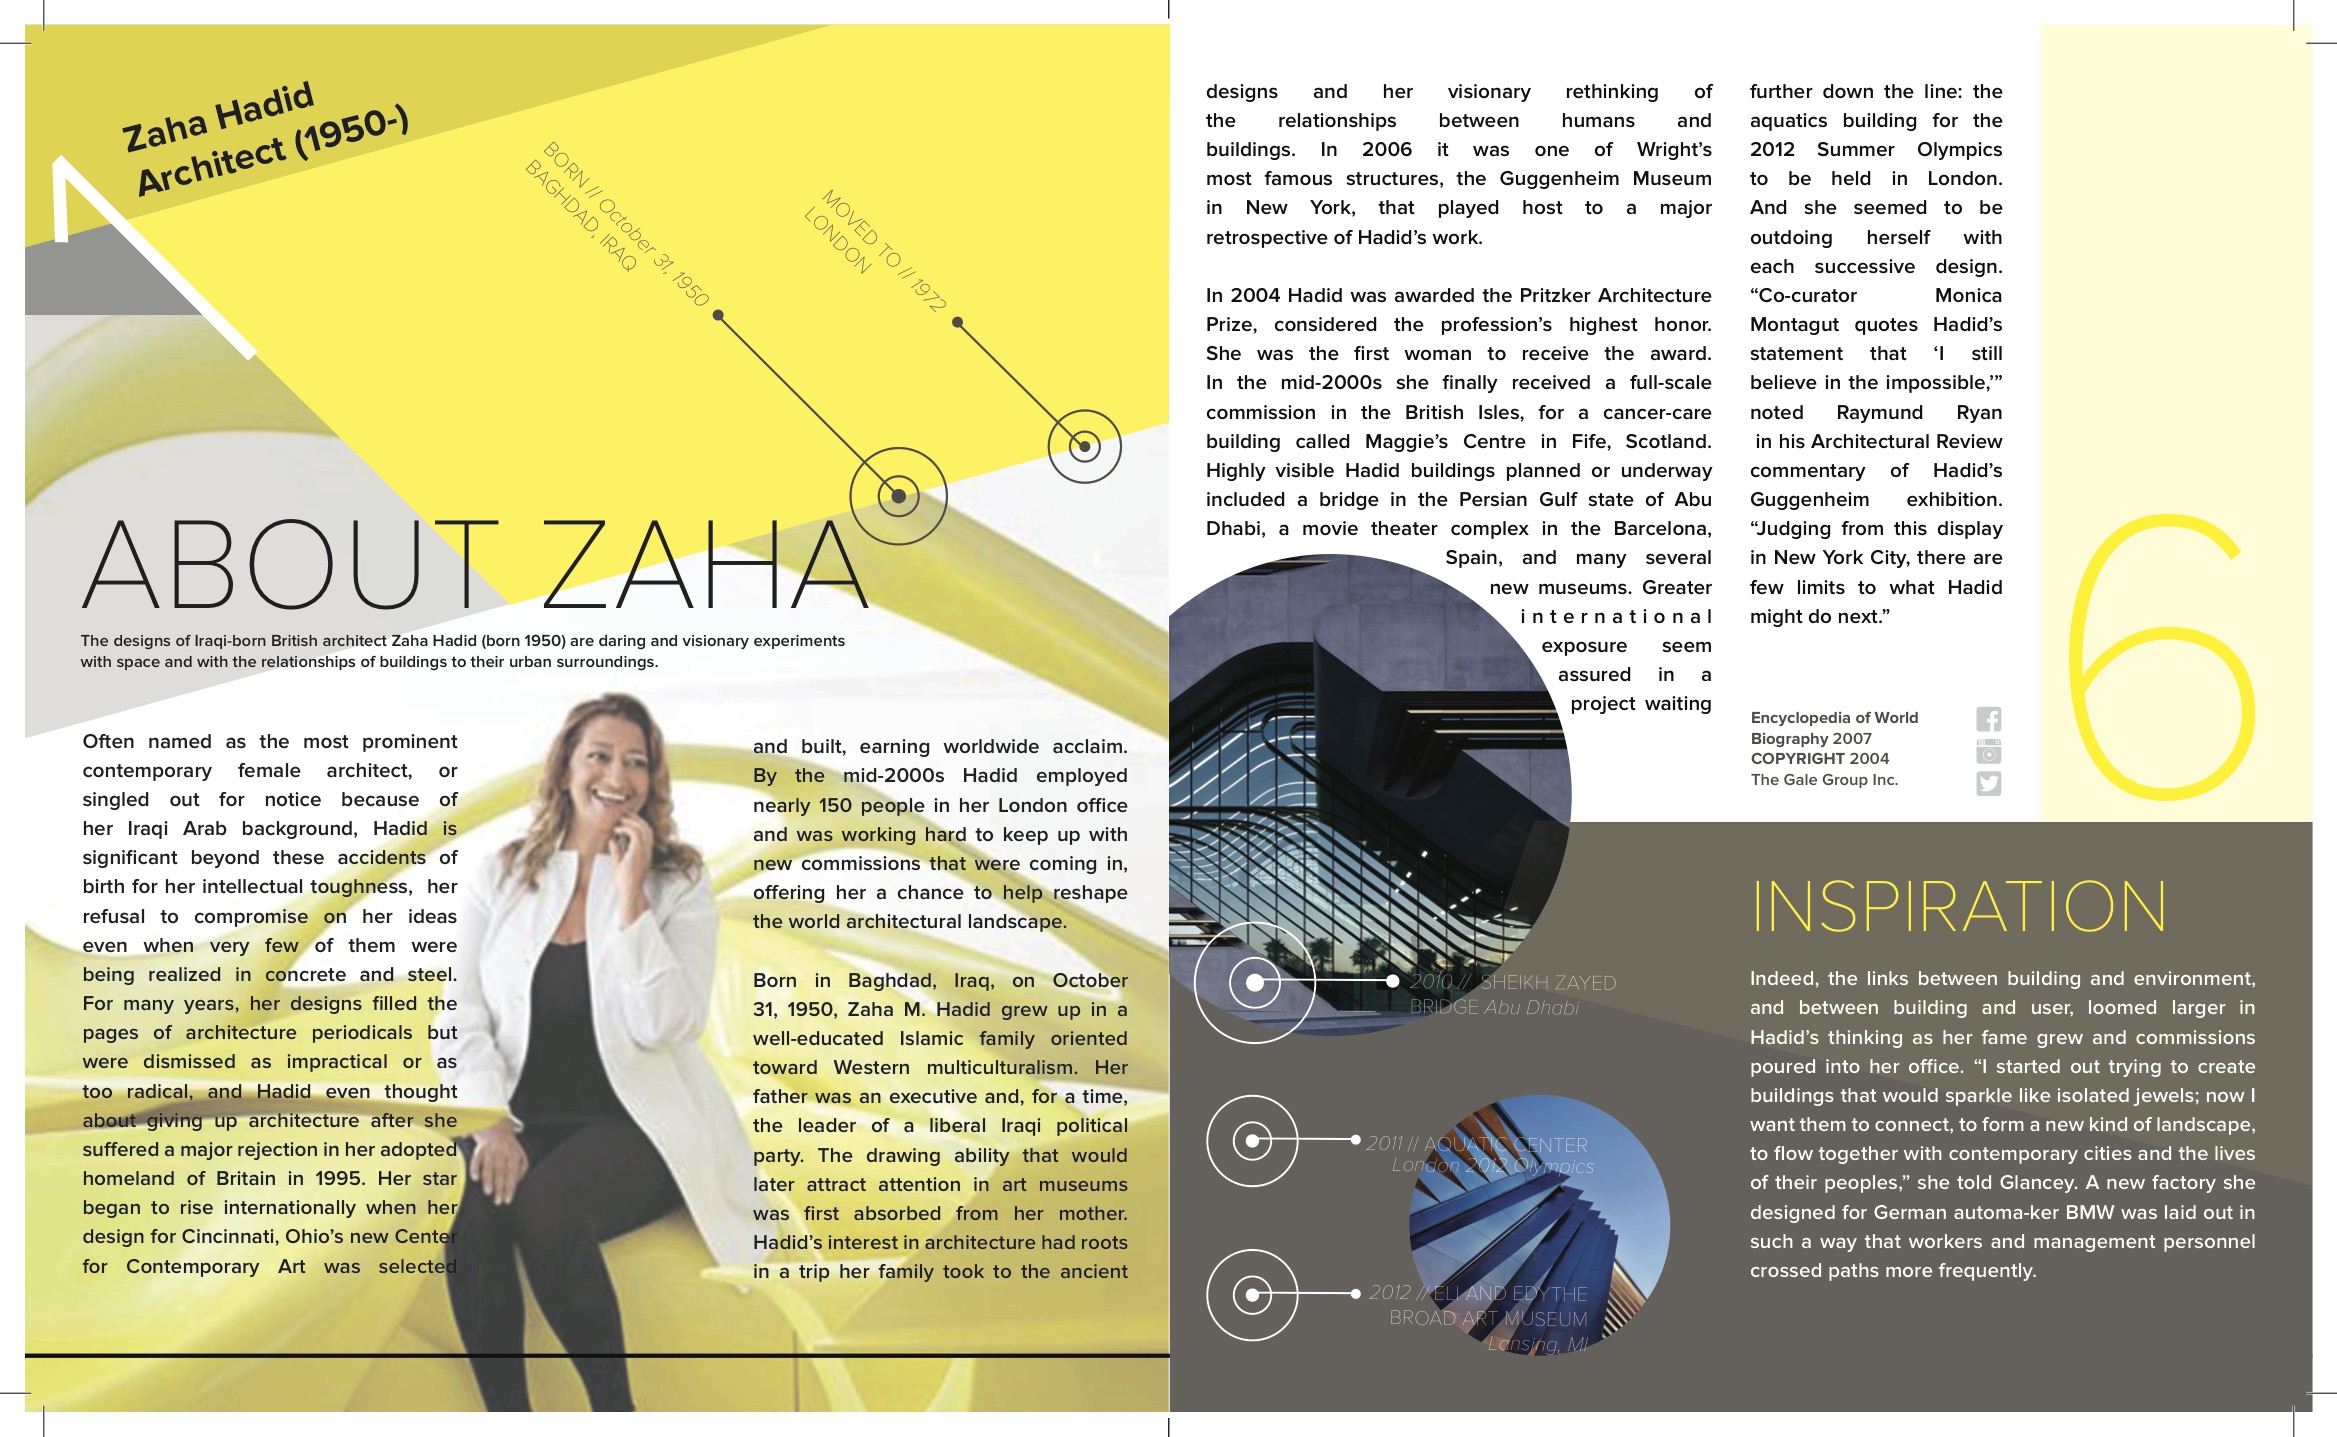 Zaha Hadid
Architect (1950-)
BORN // October 31, 1950
BAGHDAD, IRAQ
MOVED TO // 1972
LONDON
ABOUT ZAHA
The designs of Iraqi-born British architect Zaha Hadid (born 1950) are daring and visionary experiments
with space and with the relationships of buildings to their urban surroundings.
Often named as the most prominent
contemporary female architect, or
singled out for notice because of
her Iraqi Arab background, Hadid is
significant beyond these accidents of
birth for her intellectual toughness, her
refusal to compromise on her ideas
even when very few of them were
being realized in concrete and steel.
For many years, her designs filled the
pages of architecture periodicals but
were dismissed as impractical or as
too radical, and Hadid even thought
about giving up architecture after she
suffered a major rejection in her adopted
homeland of Britain in 1995. Her star
began to rise internationally when her
design for Cincinnati, Ohio’s new Center
for Contemporary Art was selected
and built, earning worldwide acclaim.
By the mid-2000s Hadid employed
nearly 150 people in her London office
and was working hard to keep up with
new commissions that were coming in,
offering her a chance to help reshape
the world architectural landscape.
Born in Baghdad, Iraq, on October
31, 1950, Zaha M. Hadid grew up in a
well-educated Islamic family oriented
toward Western multiculturalism. Her
father was an executive and, for a time,
the leader of a liberal Iraqi political
party. The drawing ability that would
later attract attention in art museums
was first absorbed from her mother.
Hadid’s interest in architecture had roots
in a trip her family took to the ancient
designs and her visionary rethinking of
the relationships between humans and
buildings. In 2006 it was one of Wright’s
most famous structures, the Guggenheim Museum
in New York, that played host to a major
retrospective of Hadid’s work.
In 2004 Hadid was awarded the Pritzker Architecture
Prize, considered the profession’s highest honor.
She was the first woman to receive the award.
In the mid-2000s she finally received a full-scale
commission in the British Isles, for a cancer-care
building called Maggie’s Centre in Fife, Scotland.
Highly visible Hadid buildings planned or underway
included a bridge in the Persian Gulf state of Abu
Dhabi, a movie theater complex in the Barcelona,
Spain, and many several
new museums. Greater
international
exposure seem
assured in a
project waiting
further down the line: the
aquatics building for the
2012 Summer Olympics
to be held in London.
And she seemed to be
outdoing herself with
each successive design.
“Co-curator Monica
Montagut quotes Hadid’s
statement that ‘I still
believe in the impossible,’”
noted Raymund Ryan
in his Architectural Review
commentary of Hadid’s
Guggenheim exhibition.
“Judging from this display
in New York City, there are
few limits to what Hadid
might do next.”
Encyclopedia of World
Biography 2007
COPYRIGHT 2004
The Gale Group Inc.
6
2010 // SHEIKH ZAYED
BRIDGE Abu Dhabi
2011 // AQUATIC CENTER
London 2012 Olympics
2012 // ELI AND EDYTHE
BROAD ART MUSEUM
Lansing, MI
INSPIRATION
Indeed, the links between building and environment,
and between building and user, loomed larger in
Hadid’s thinking as her fame grew and commissions
poured into her office. “I started out trying to create
buildings that would sparkle like isolated jewels; now I
want them to connect, to form a new kind of landscape,
to flow together with contemporary cities and the lives
of their peoples,” she told Glancey. A new factory she
designed for German automa-ker BMW was laid out in
such a way that workers and management personnel
crossed paths more frequently.